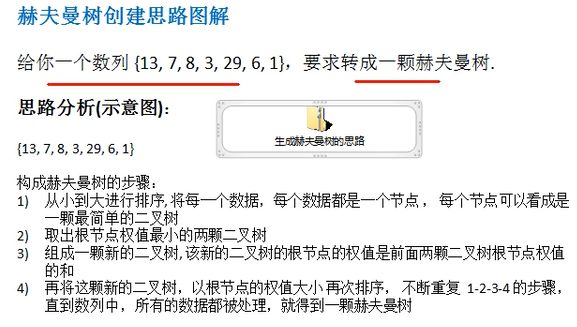 赫夫曼树创建思路图解
给你一个数列 {13, 7, 8, 3, 29, 6, 1}，要求转成一颗赫夫曼树.
思路分析(示意图)：
生成赫夫曼树的思路
{13, 7, 8, 3, 29, 6, 1}
构成赫夫曼树的步骤：
1) 从小到大进行排序, 将每一个数据，每个数据都是一个节点 ， 每个节点可以看成是
一颗最简单的二叉树
2) 取出根节点权值最小的两颗二叉树
3) 组成一颗新的二叉树, 该新的二叉树的根节点的权值是前面两颗二叉树根节点权值
的和
4) 再将这颗新的二叉树，以根节点的权值大小 再次排序， 不断重复 1-2-3-4 的步骤，
直到数列中，所有的数据都被处理，就得到一颗赫夫曼树